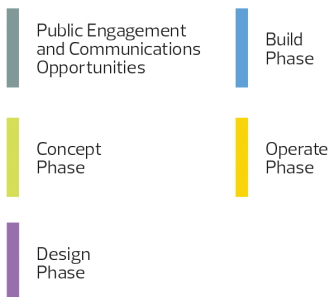 Public Engagement
and Communications
Opportunities
Concept
Phase
Design
Phase
Build
Phase
Operate
Phase